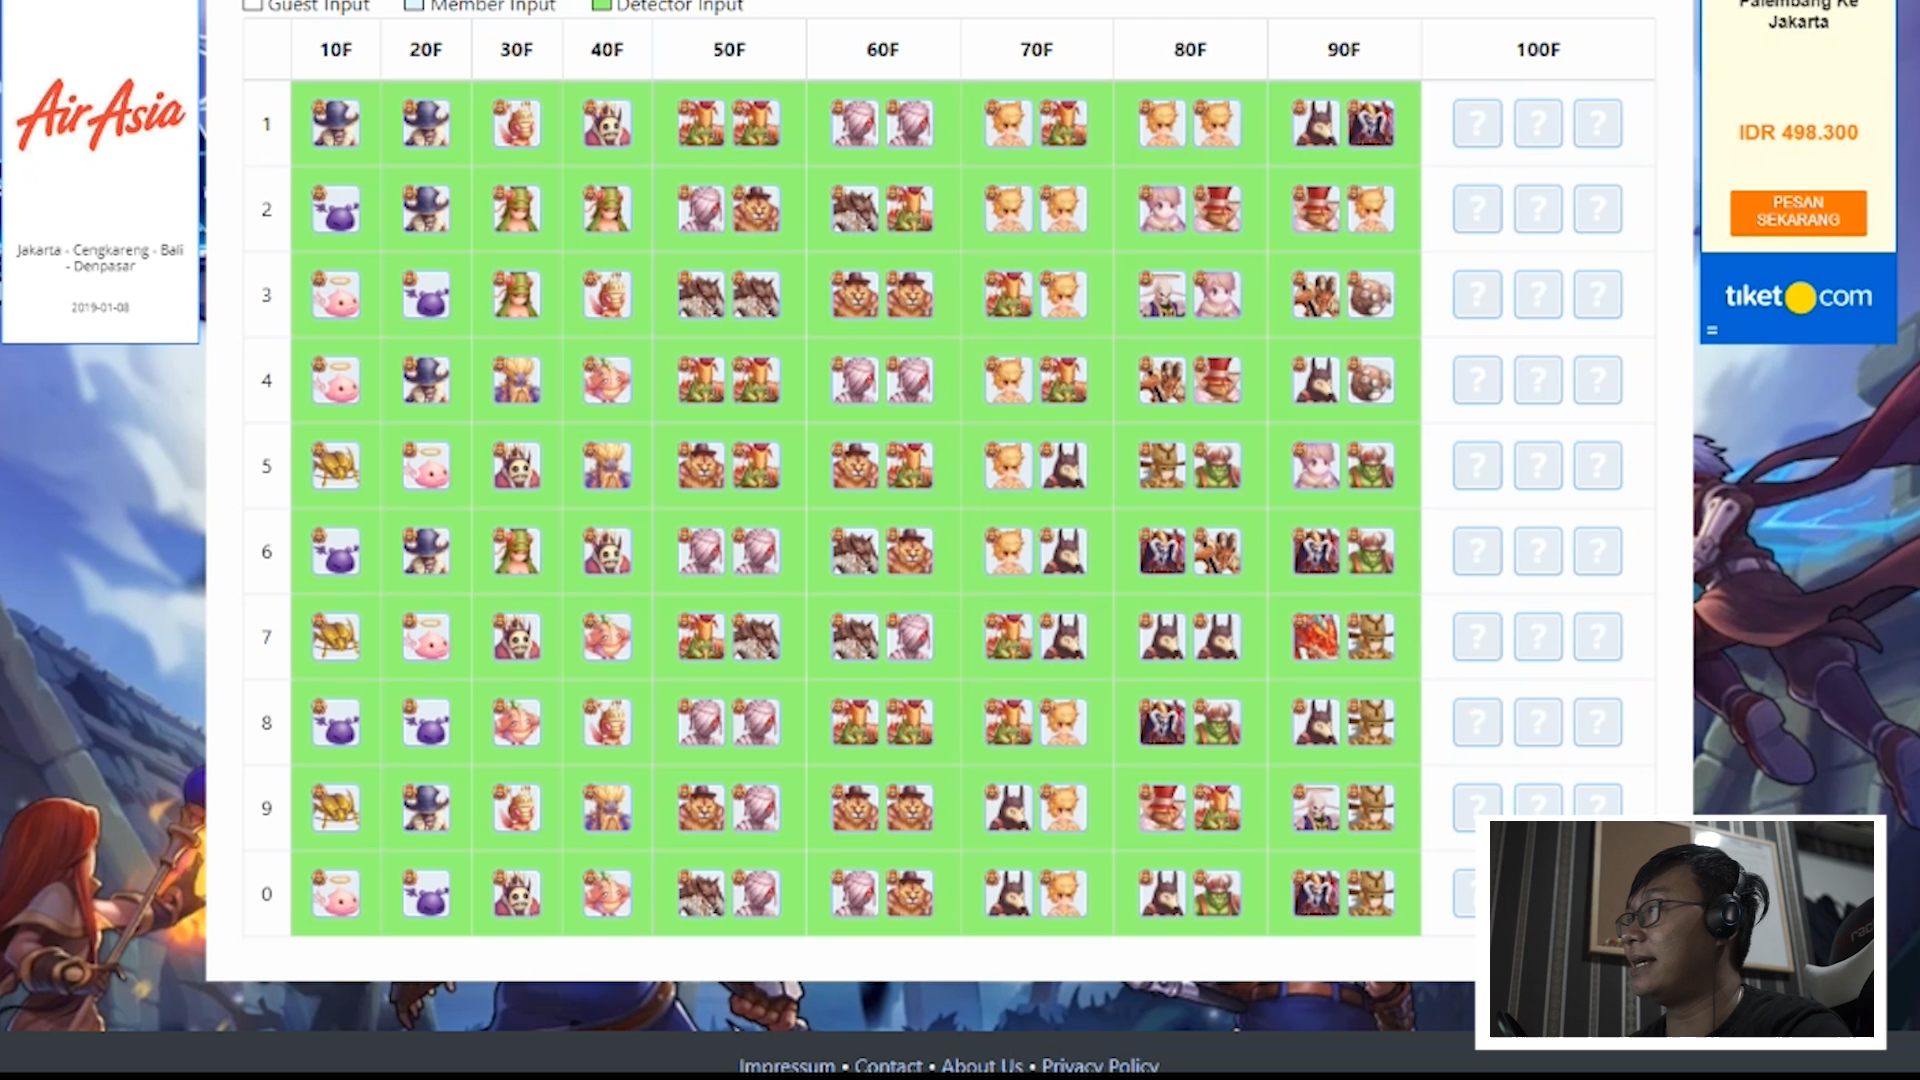 Guest Input Member Input Detector Input
10F 20F 30F 40F 50F 60F 70F 80F 90F 100F
1 ? ? ?
2 ? ? ?
3 ? ? ?
4 ? ? ?
5 ? ? ?
6 ? ? ?
7 ? ? ?
8 ? ? ?
9 ? ? ?
0
Impressum • Contact • About Us • Privacy Policy
AirAsia
Jakarta - Cengkareng - Bali
- Denpasar
2019-01-08
Palembang Ke
Jakarta
IDR 498.300
PESAN
SEKARANG
tiket com